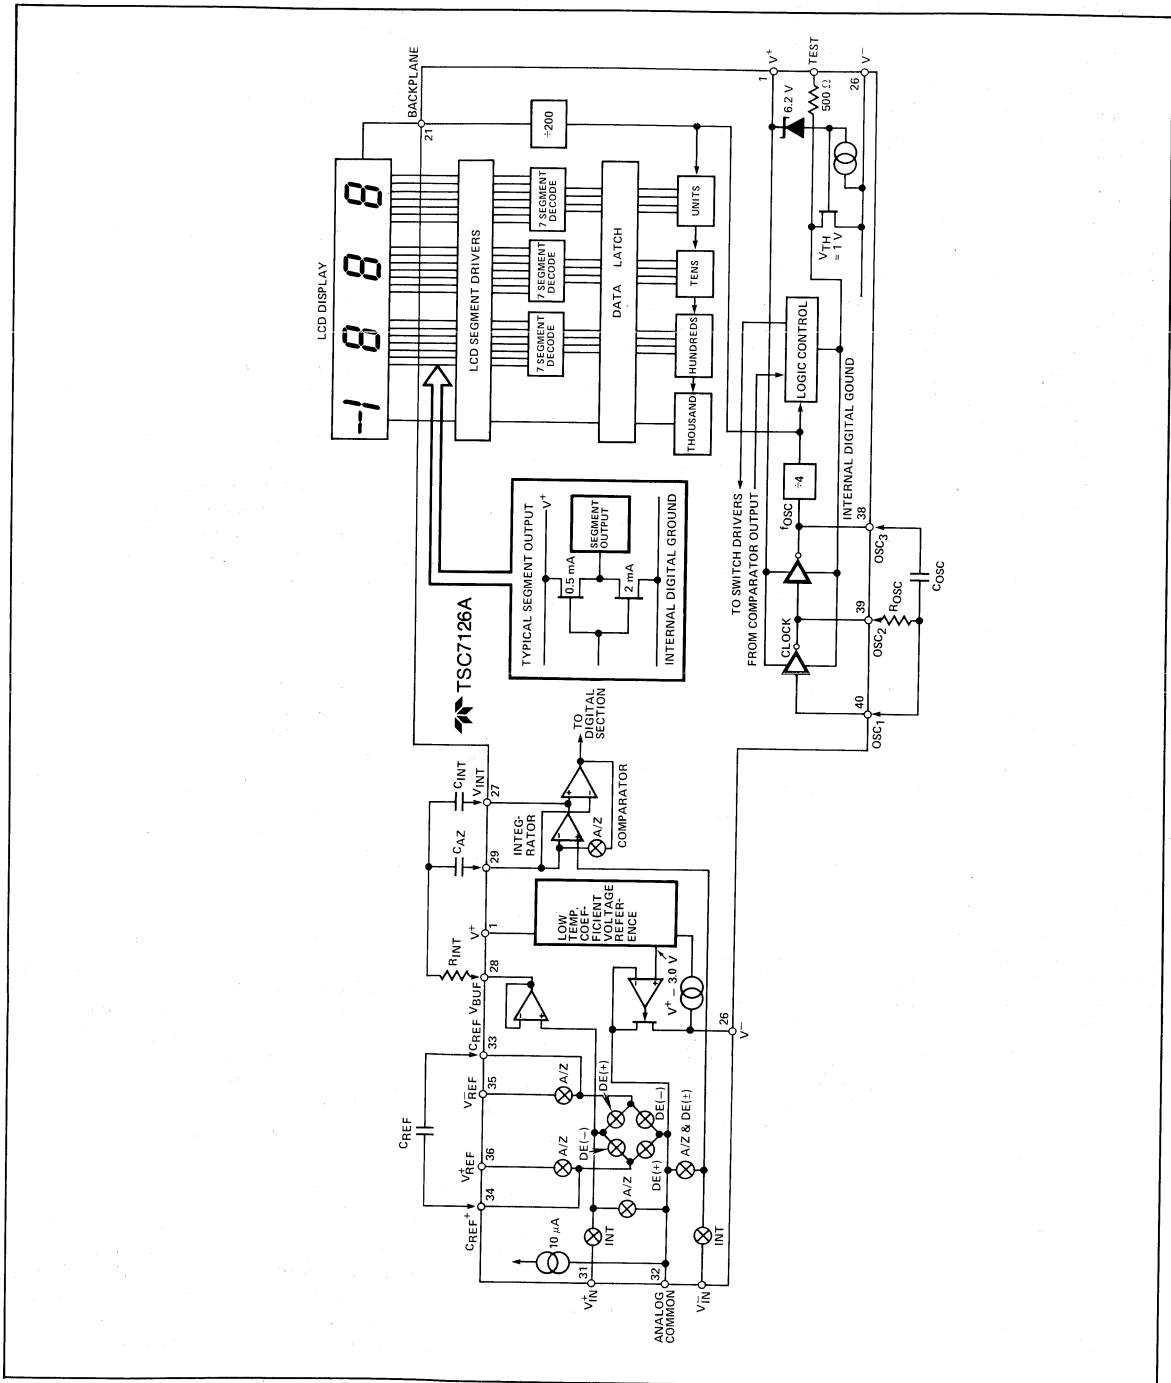 LCD DISPLAY
BACKPLANE
21
LCD SEGMENT DRIVERS
7 SEGMENT
DECODE
7 SEGMENT
DECODE
7 SEGMENT
DECODE
÷200
DATA LATCH
THOUSAND
HUNDREDS
TENS
UNITS
TSC7126A
TYPICAL SEGMENT OUTPUT
V+
0.5 mA
SEGMENT
OUTPUT
2 mA
INTERNAL DIGITAL GROUND
TO SWITCH DRIVERS
FROM COMPARATOR OUTPUT
CLOCK
fOSC
÷4
LOGIC CONTROL
INTERNAL DIGITAL GOUND
40
OSC1
39
OSC2
38
OSC3
ROSC
COSC
1
V+
6.2 V
TEST
500 Ω
VTH
≈ 1 V
26
V−
CREF
CREF+
34
V+REF
36
V−REF
35
CREF
33
VBUF
28
RINT
V+
1
CAZ
29
CINT
VINT
27
10 µA
A/Z
A/Z
DE(−)
DE(+)
DE(+)
DE(−)
A/Z
A/Z & DE(±)
31
V+IN
INT
32
ANALOG
COMMON
V−IN
INT
LOW
TEMP.
COEF-
FICIENT
VOLTAGE
REFER-
ENCE
V+ − 3.0 V
26
V−
INTEG-
RATOR
A/Z
COMPARATOR
TO
DIGITAL
SECTION